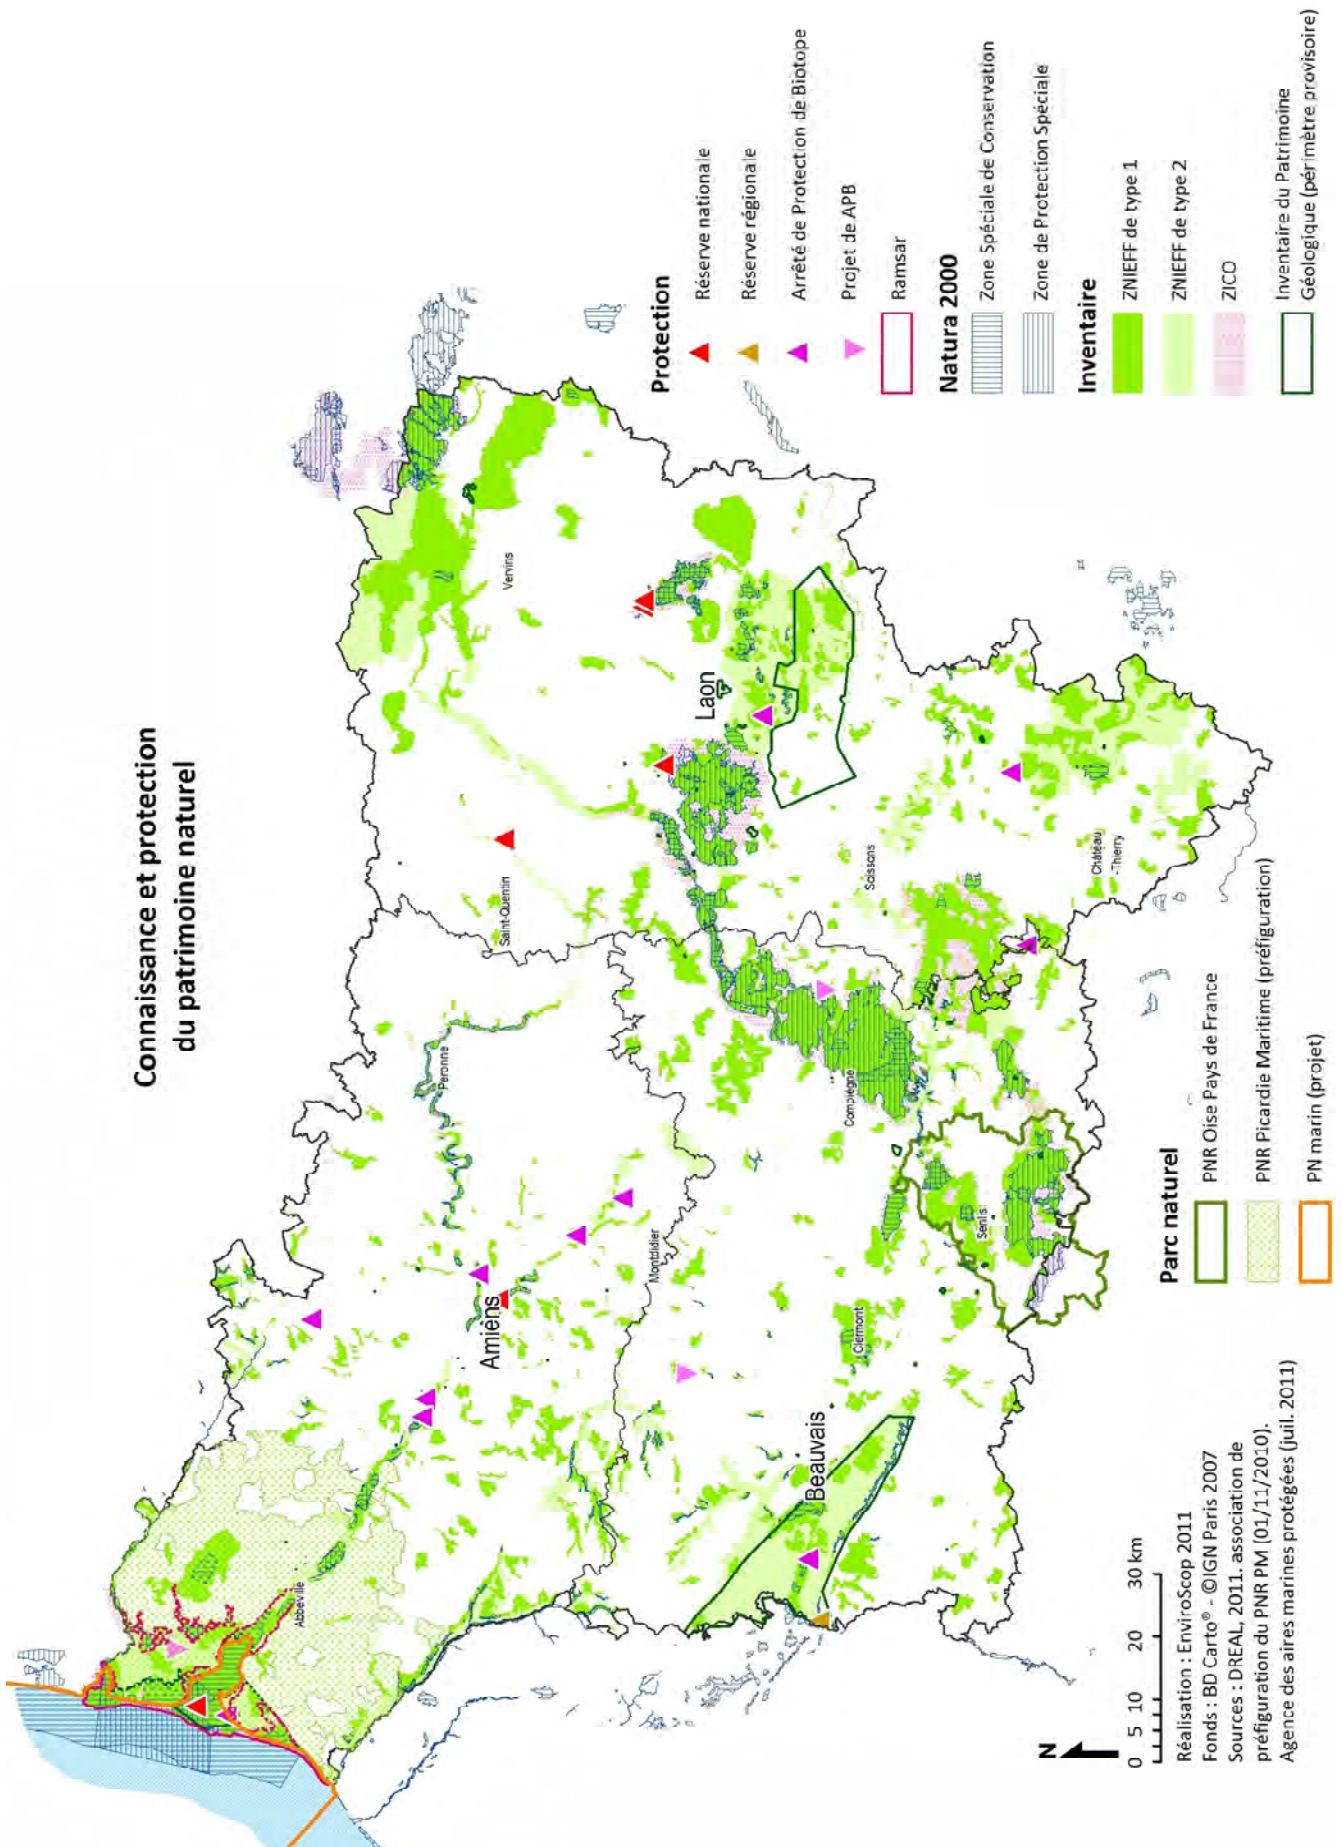 Connaissance et protection
du patrimoine naturel
Abbeville
Amiens
Peronne
Saint-Quentin
Vervins
Montdidier
Laon
Beauvais
Clermont
Compiègne
Soissons
Senlis
Château
-Thierry
Protection
Réserve nationale
Réserve régionale
Arrêté de Protection de Biotope
Projet de APB
Ramsar
Natura 2000
Zone Spéciale de Conservation
Zone de Protection Spéciale
Inventaire
ZNIEFF de type 1
ZNIEFF de type 2
ZICO
Inventaire du Patrimoine
Géologique (périmètre provisoire)
Parc naturel
PNR Oise Pays de France
PNR Picardie Maritime (préfiguration)
PN marin (projet)
N
0 5 10 20 30 km
Réalisation : EnviroScop 2011
Fonds : BD Carto® - ©IGN Paris 2007
Sources : DREAL, 2011. association de
préfiguration du PNR PM (01/11/2010).
Agence des aires marines protégées (juil. 2011)